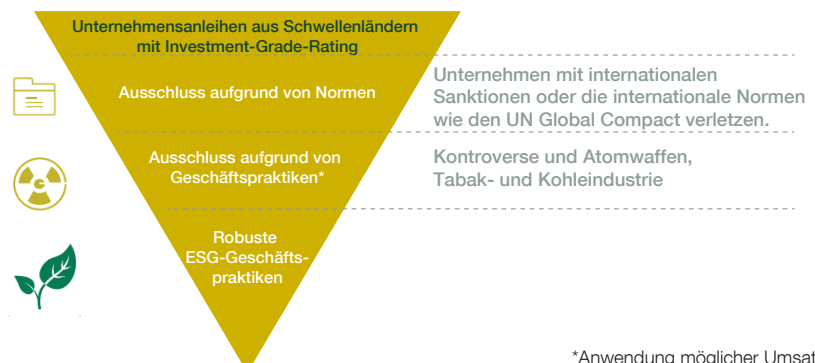 Unternehmensanleihen aus Schwellenländern
mit Investment-Grade-Rating
Ausschluss aufgrund von Normen
Unternehmen mit internationalen
Sanktionen oder die internationale Normen
wie den UN Global Compact verletzen.
Ausschluss aufgrund von
Geschäftspraktiken*
Kontroverse und Atomwaffen,
Tabak- und Kohleindustrie
Robuste
ESG-Geschäfts-
praktiken
*Anwendung möglicher